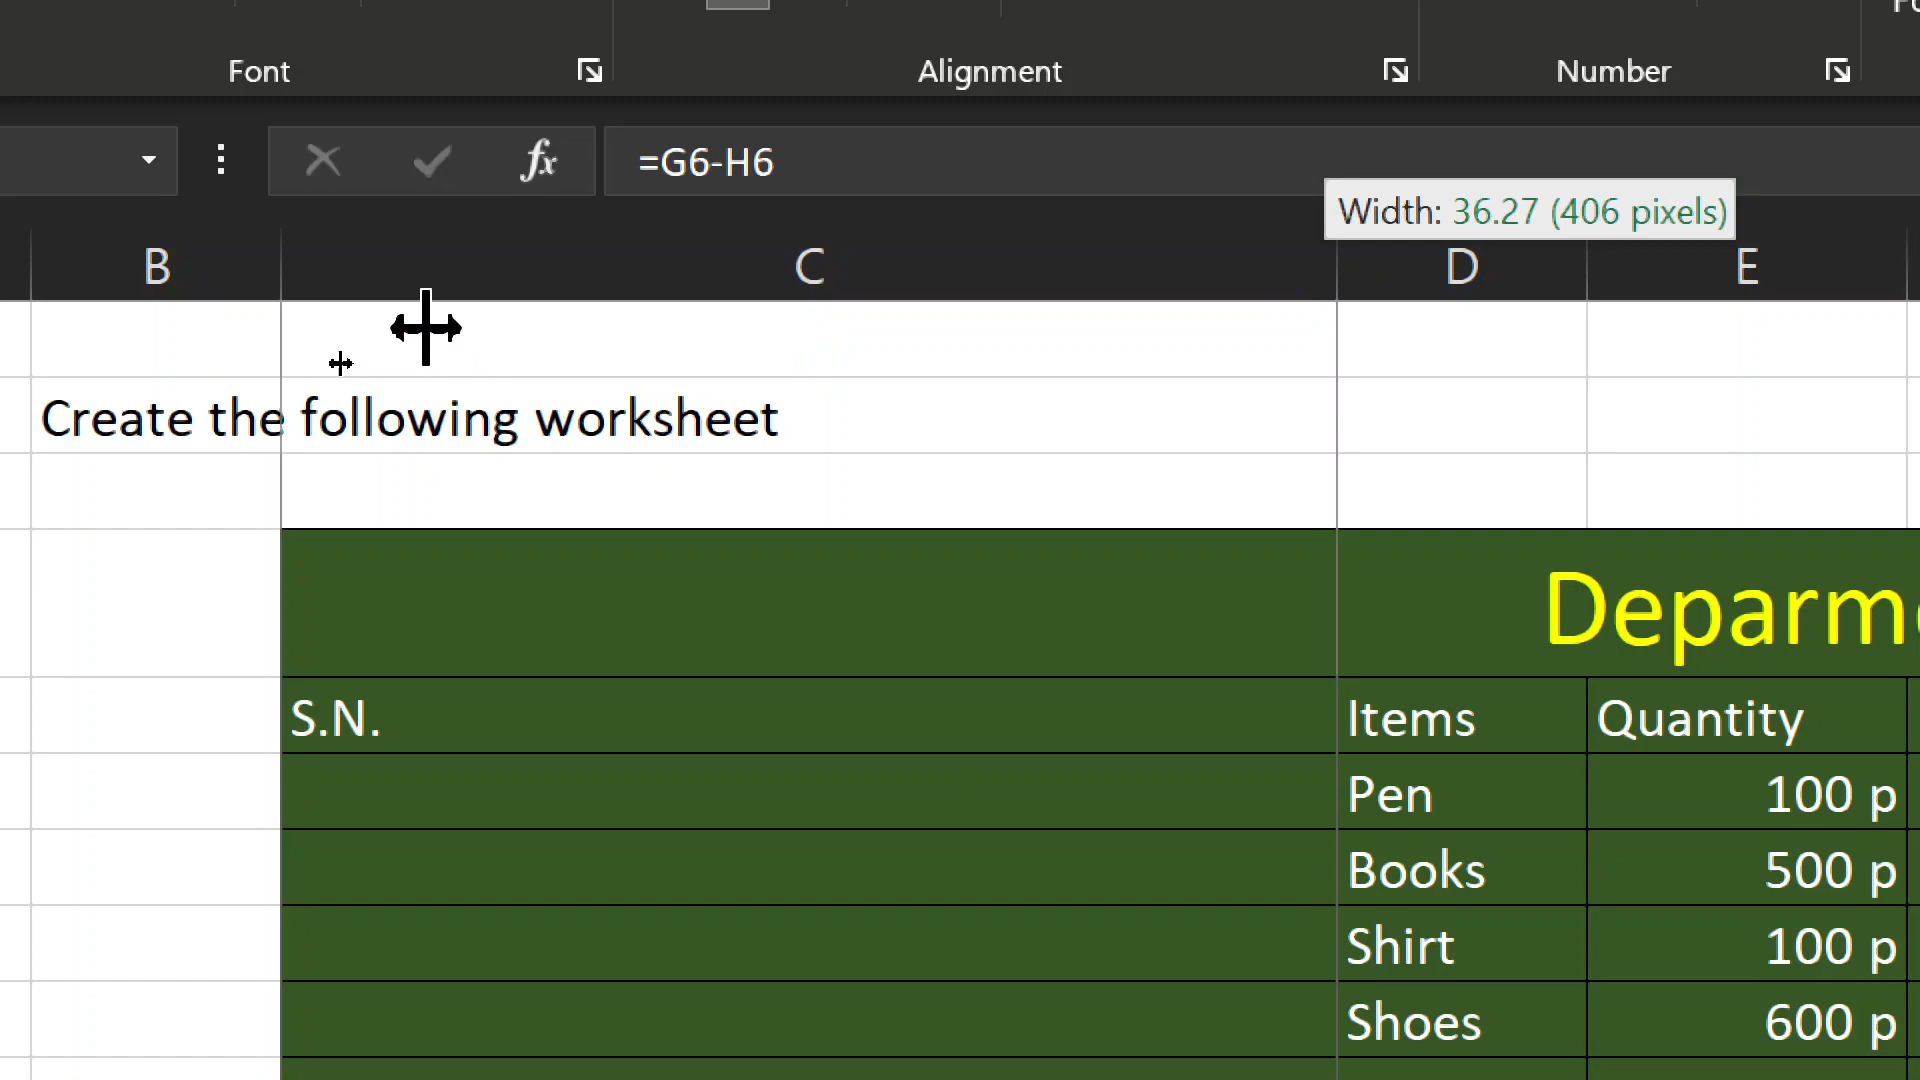 Font Alignment Number
fx =G6-H6
Width: 36.27 (406 pixels)
B C D E
Create the following worksheet
S.N. Items Quantity
Pen 100 p
Books 500 p
Shirt 100 p
Shoes 600 p